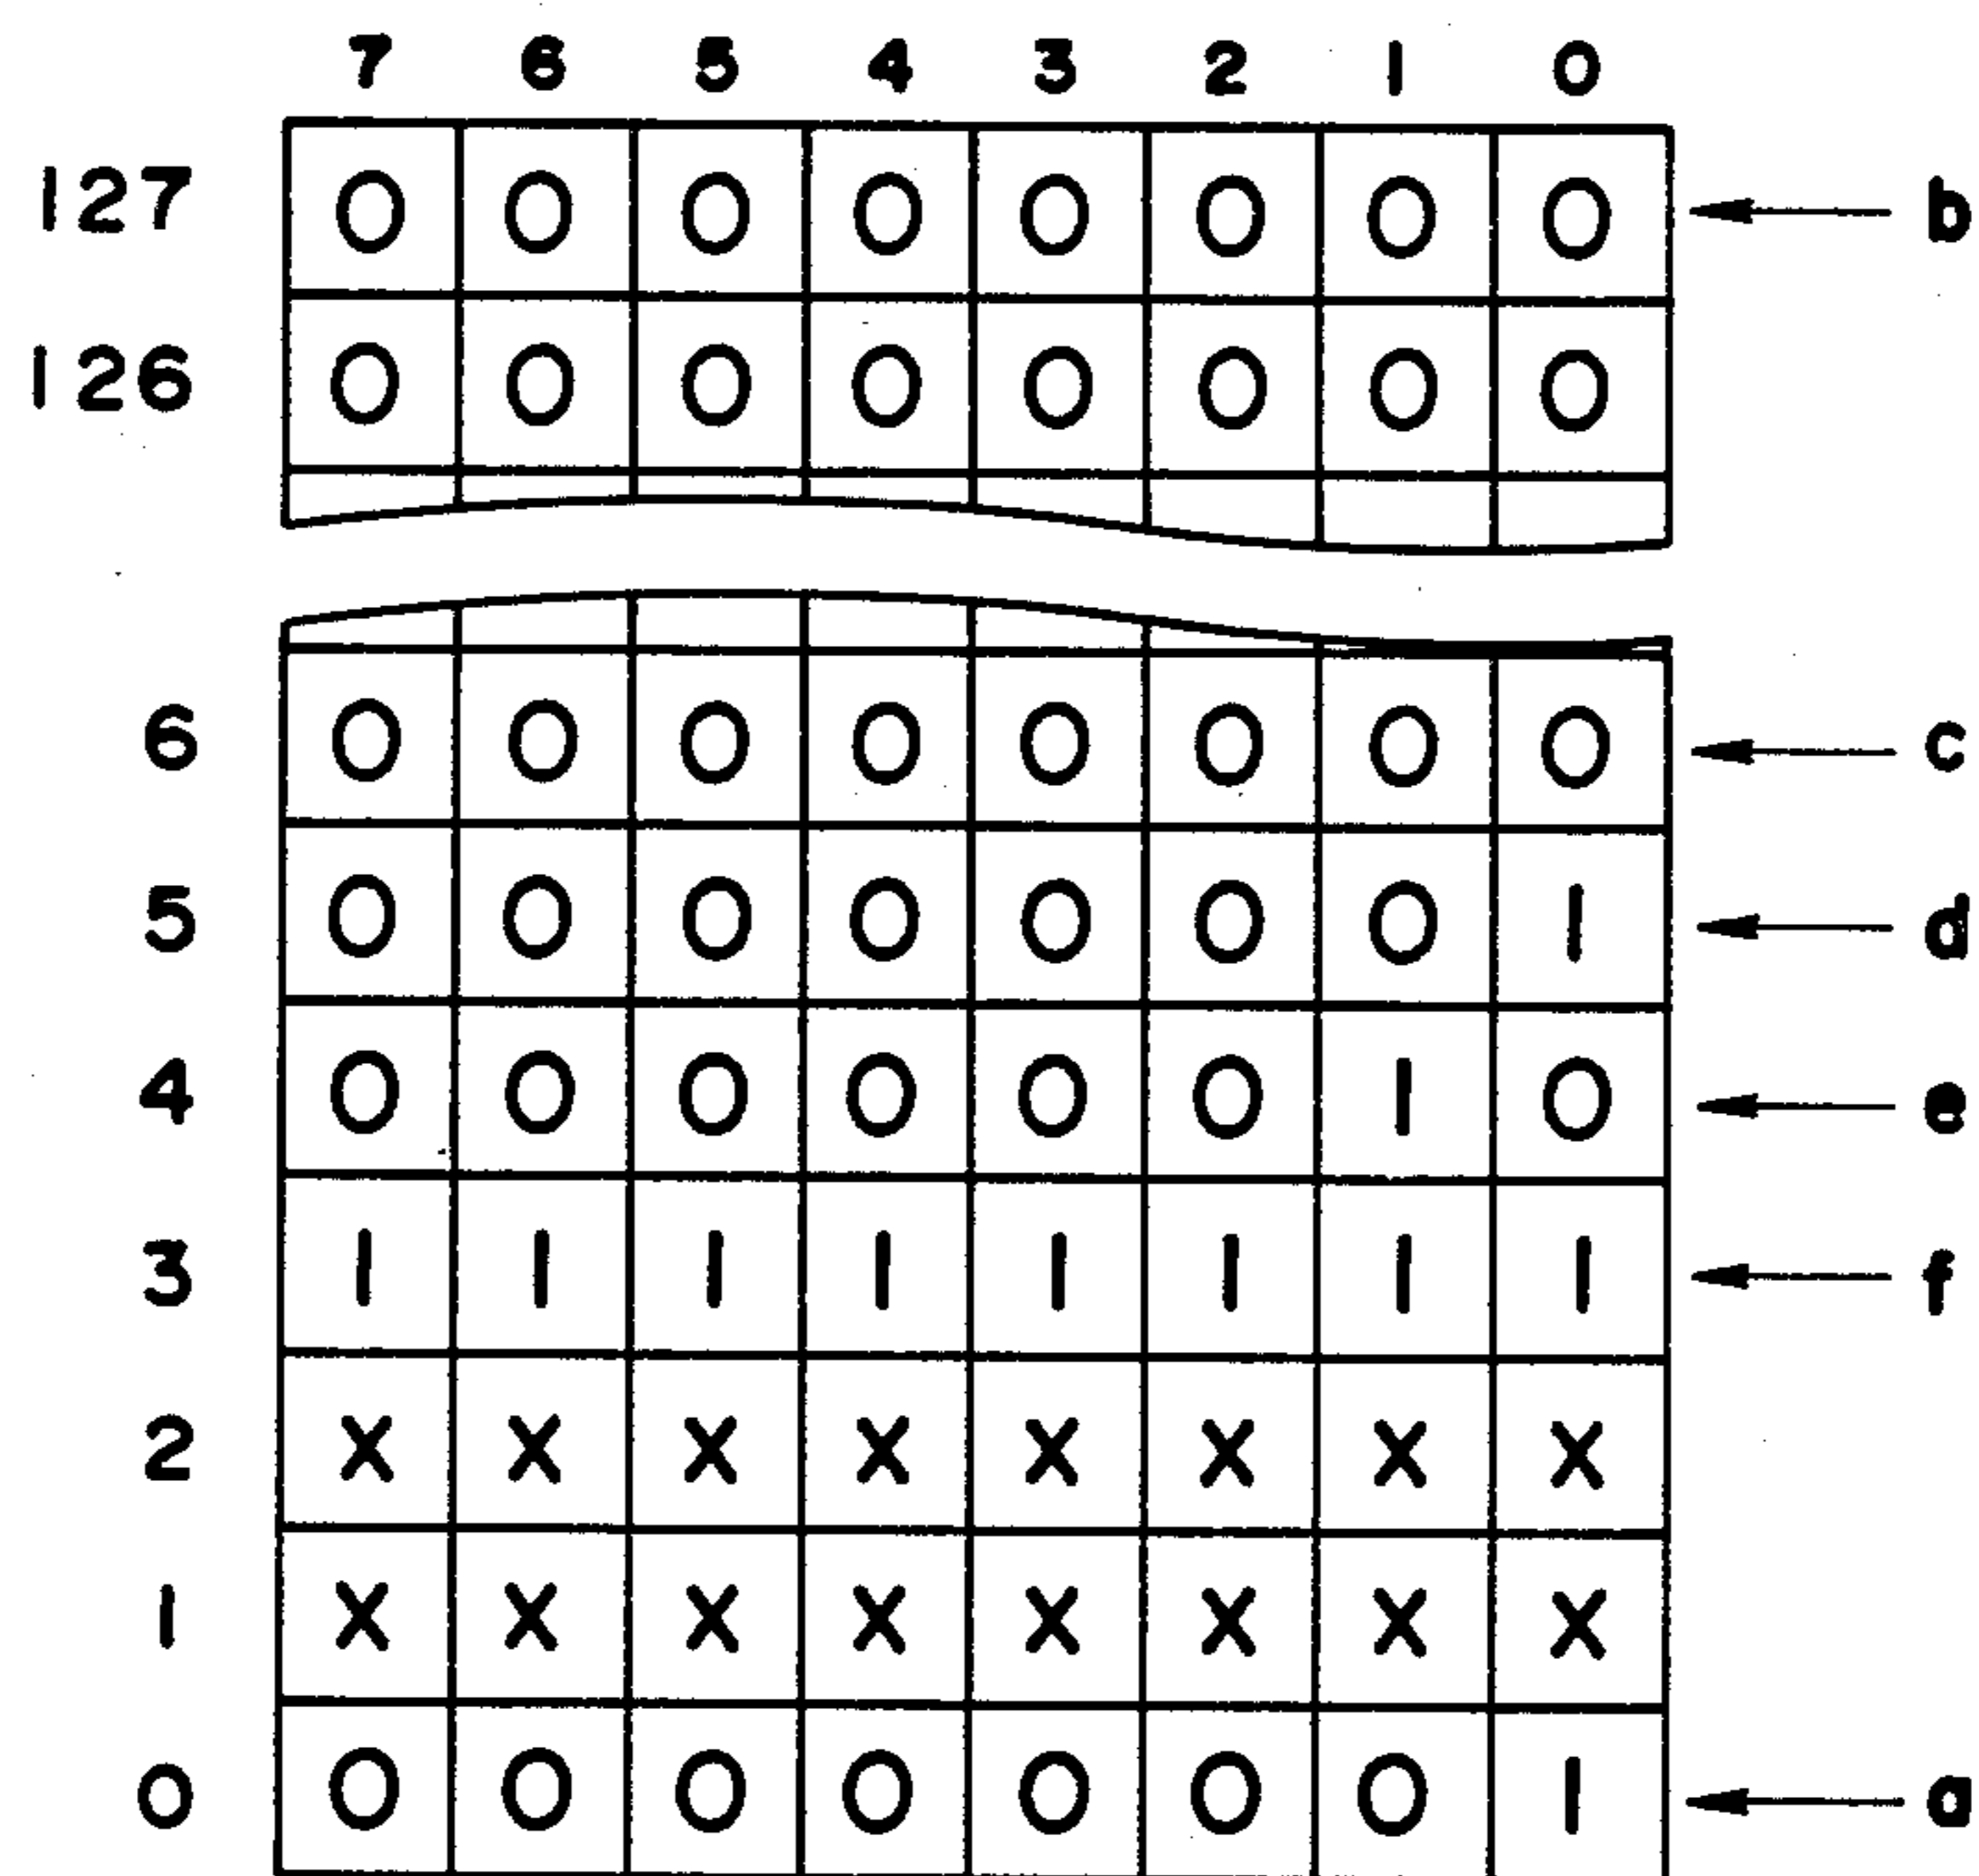 7 6 5 4 3 2 1 0
127 0 0 0 0 0 0 0 0 b
126 0 0 0 0 0 0 0 0
6 0 0 0 0 0 0 0 0 c
5 0 0 0 0 0 0 0 1 d
4 0 0 0 0 0 0 1 0 e
3 1 1 1 1 1 1 1 1 f
2 X X X X X X X X
1 X X X X X X X X
0 0 0 0 0 0 0 0 1 a